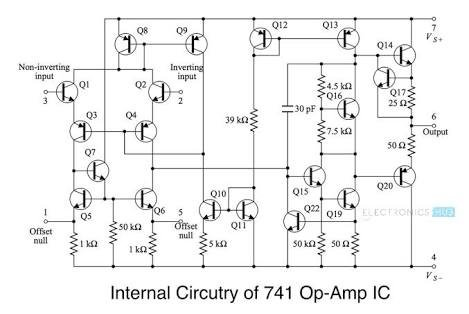 Q8
Q9
Q12
Q13
7
V S+
Q14
Non-inverting
input
Inverting
input
Q1
Q2
3
2
4.5 kΩ
Q16
Q17
25 Ω
30 pF
Q3
Q4
39 kΩ
7.5 kΩ
6
Output
Q7
50 Ω
Q10
Q15
Q20
1
Q5
Q6
5
Q22
Q19
ELECTRONICS HUB
Offset
null
50 kΩ
Offset
null
Q11
1 kΩ
1 kΩ
5 kΩ
50 kΩ
50 Ω
4
V S−
Internal Circutry of 741 Op-Amp IC